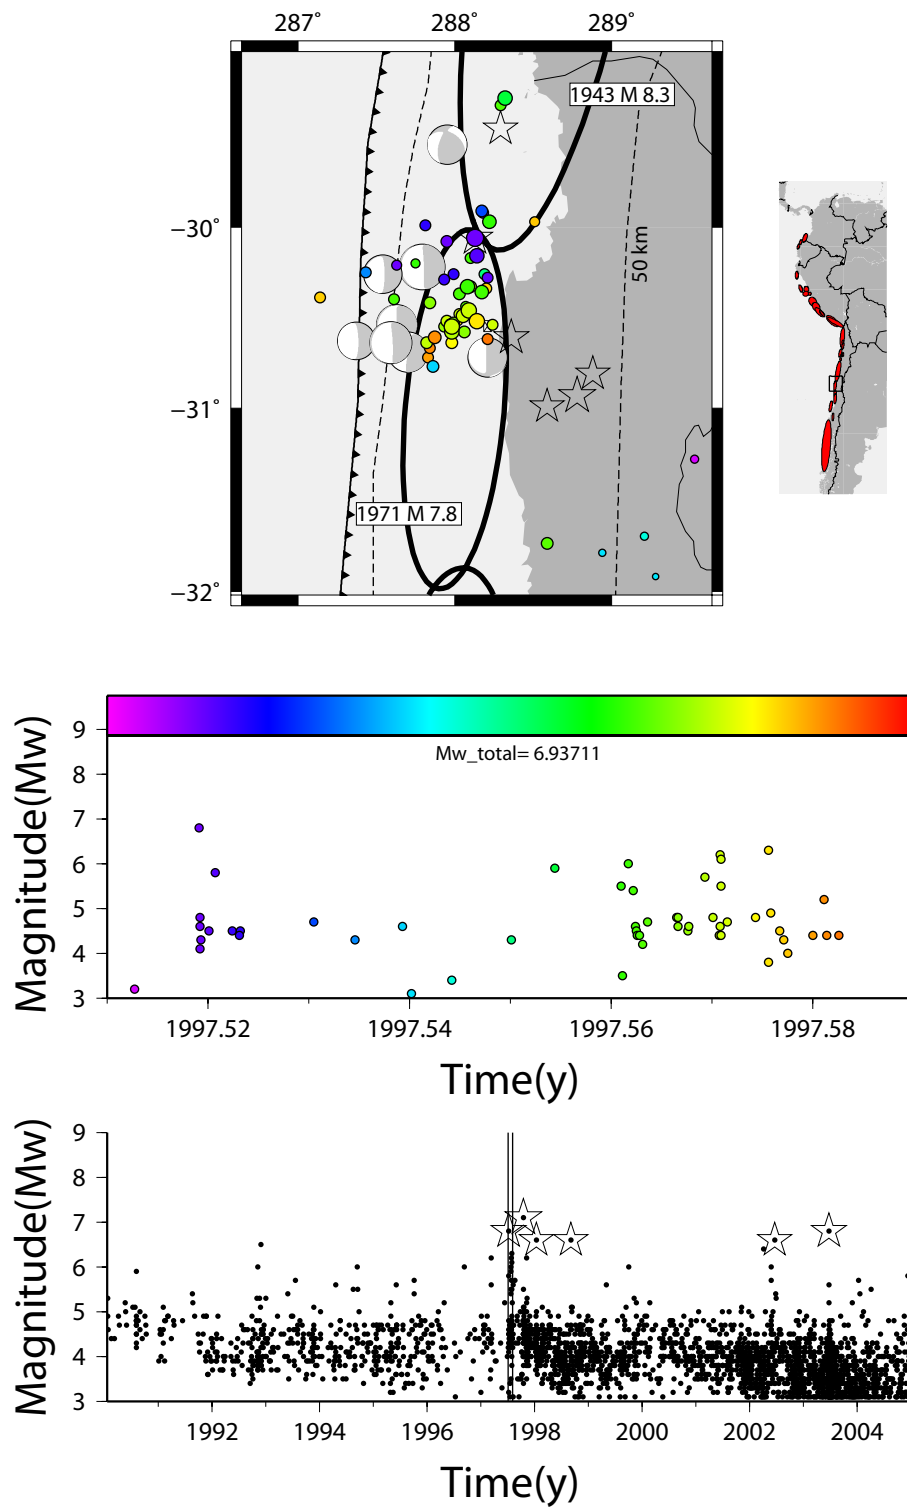 287° 288° 289°
1943 M 8.3
−30°
50 km
−31°
1971 M 7.8
−32°
9
Mw_total= 6.93711
8
7
6
5
4
3
Magnitude(Mw)
1997.52 1997.54 1997.56 1997.58
Time(y)
9
8
7
6
5
4
3
Magnitude(Mw)
1992 1994 1996 1998 2000 2002 2004
Time(y)